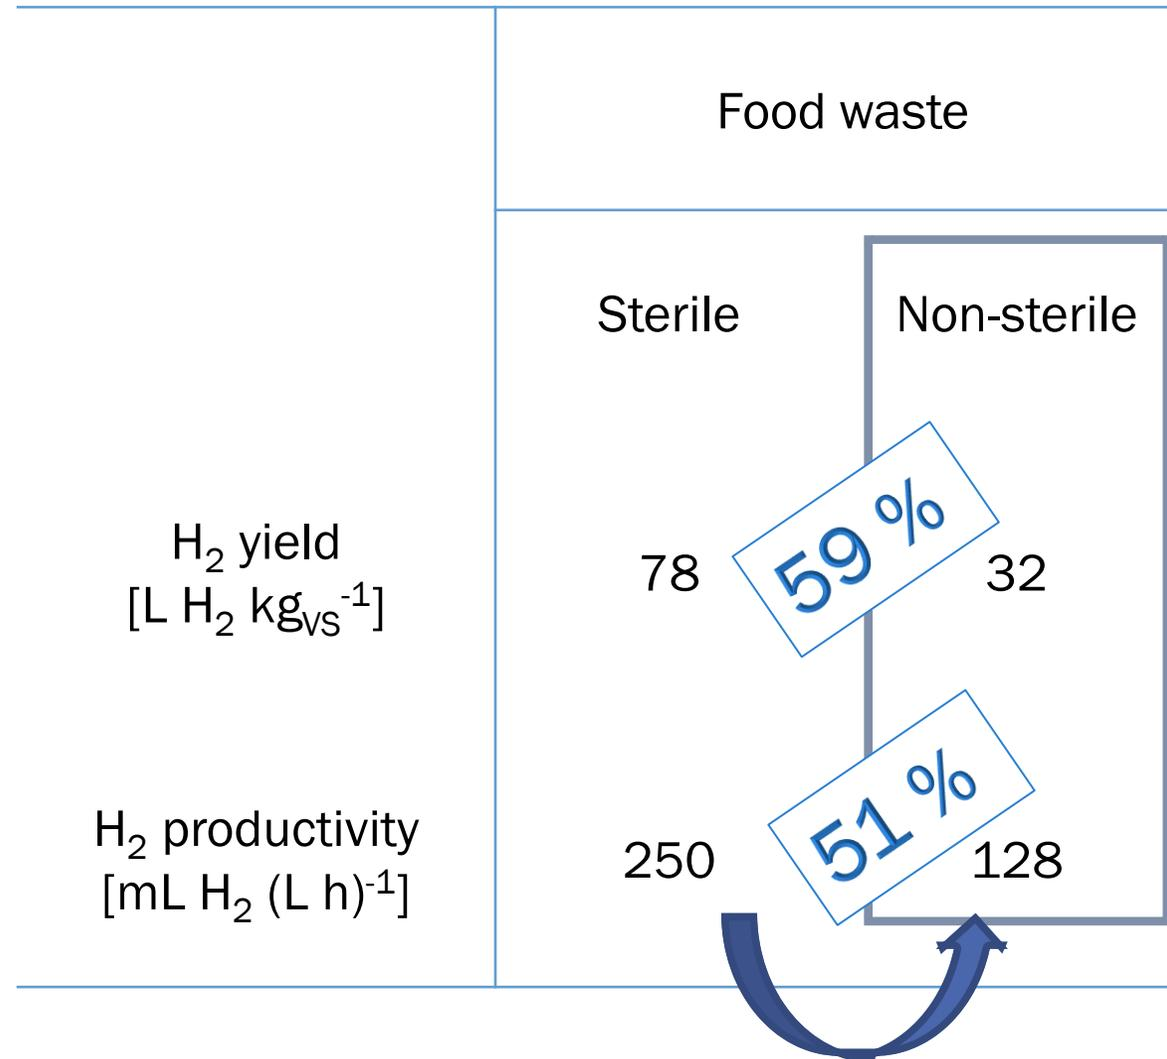 Food waste
Sterile Non-sterile
H₂ yield
[L H₂ kg_VS⁻¹]
78 59 % 32
H₂ productivity
[mL H₂ (L h)⁻¹]
250 51 % 128